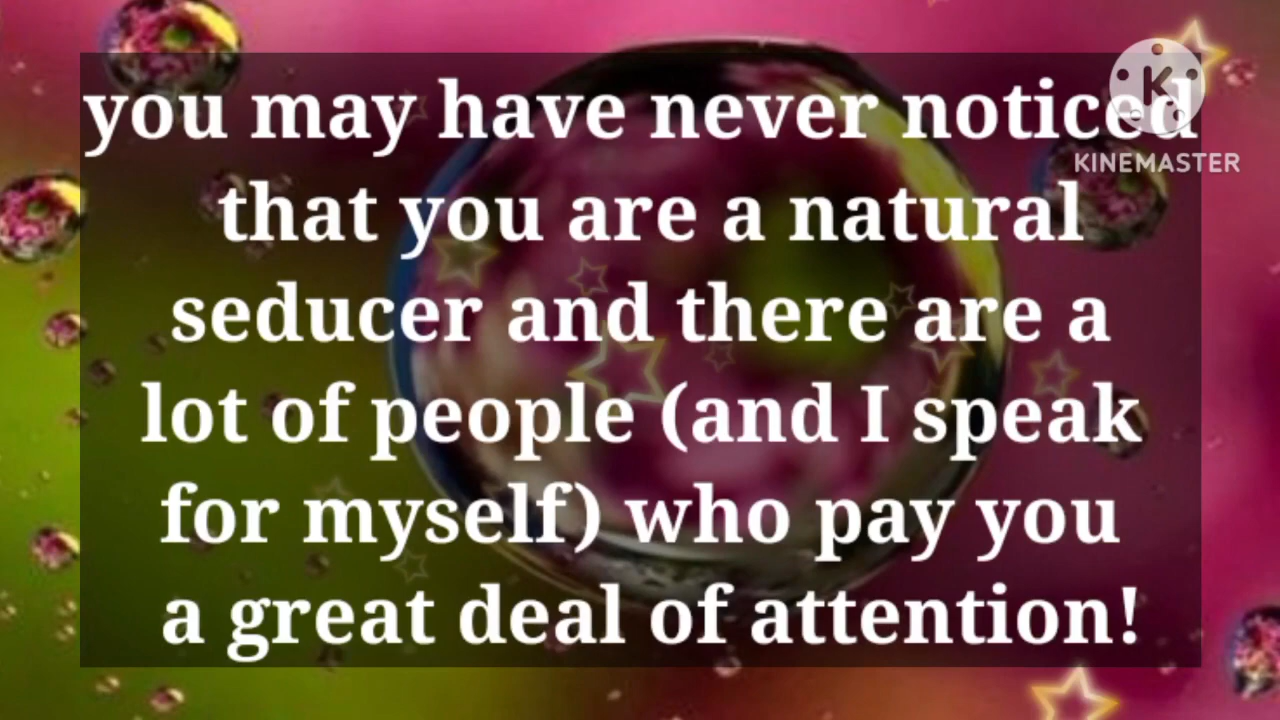 you may have never noticed
that you are a natural
seducer and there are a
lot of people (and I speak
for myself) who pay you
a great deal of attention!
K
KINEMASTER